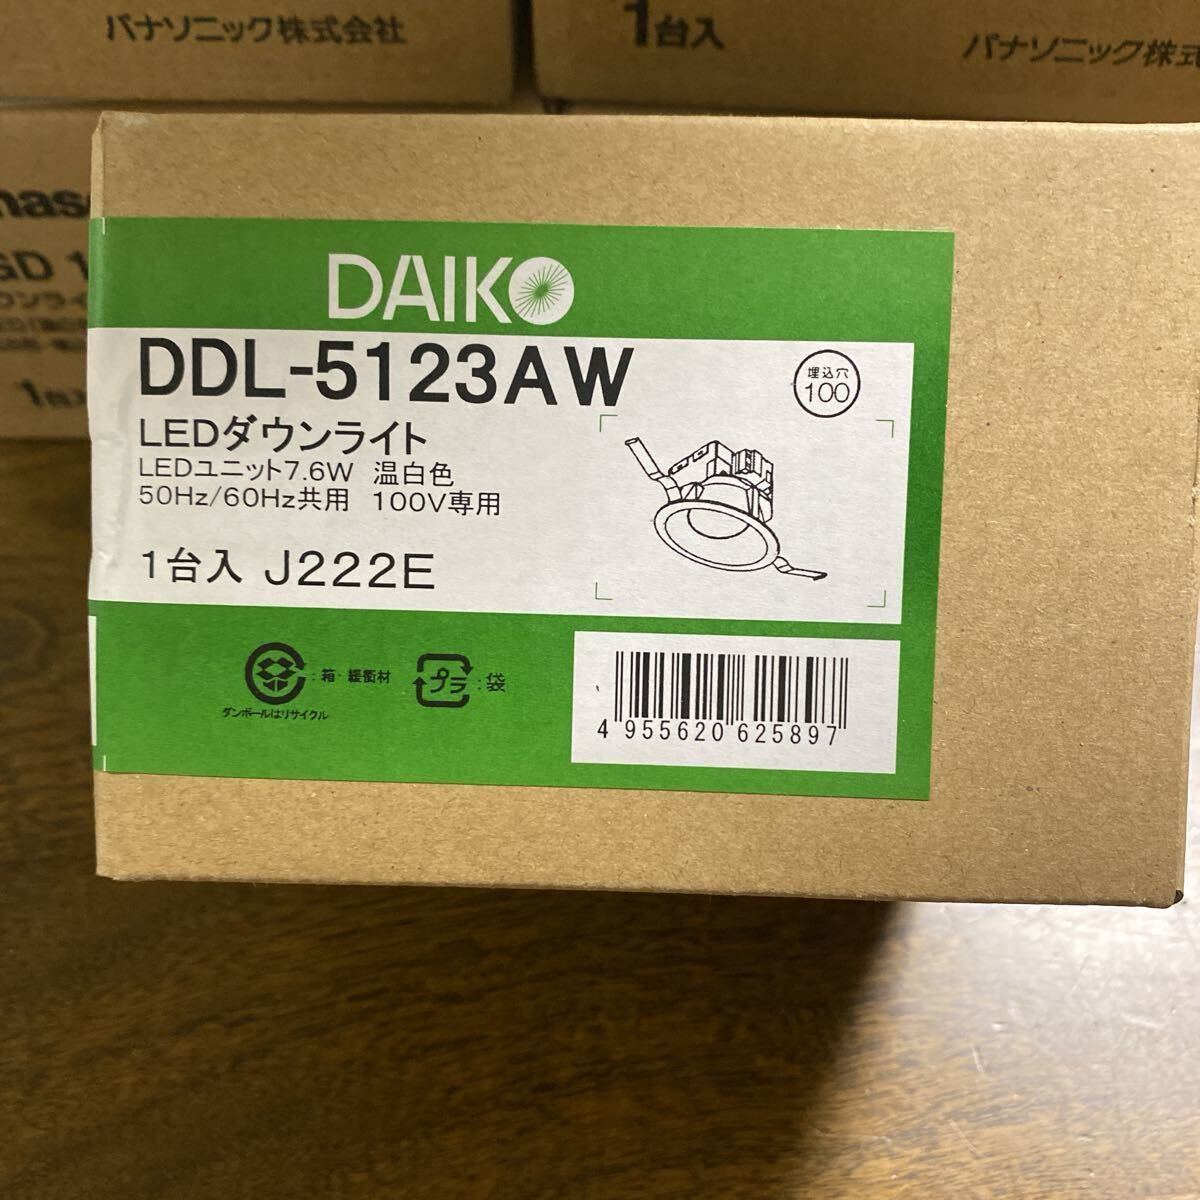 パナソニック株式会社
1台入
パナソニック株式
DAIKO
DDL-5123AW
埋込穴
100
LEDダウンライト
LEDユニット7.6W 温白色
50Hz/60Hz共用 100V専用
1台入 J222E
:箱・緩衝材
ダンボールはリサイクル
プラ
:袋
4 955620 625897
1台入